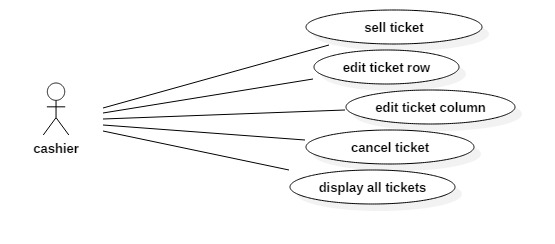 sell ticket
edit ticket row
edit ticket column
cashier
cancel ticket
display all tickets